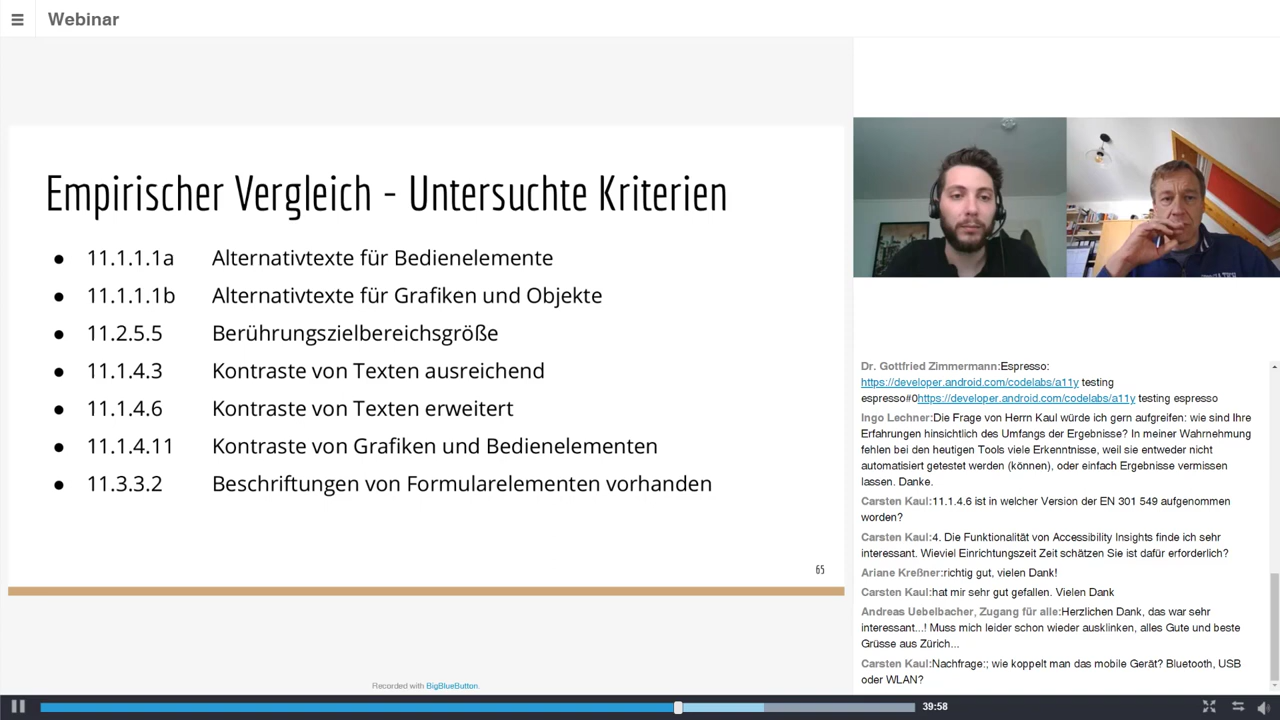 Webinar
Empirischer Vergleich - Untersuchte Kriterien
● 11.1.1.1a Alternativtexte für Bedienelemente
● 11.1.1.1b Alternativtexte für Grafiken und Objekte
● 11.2.5.5 Berührungszielbereichsgröße
● 11.1.4.3 Kontraste von Texten ausreichend
● 11.1.4.6 Kontraste von Texten erweitert
● 11.1.4.11 Kontraste von Grafiken und Bedienelementen
● 11.3.3.2 Beschriftungen von Formularelementen vorhanden
65
Recorded with BigBlueButton.
Dr. Gottfried Zimmermann:Espresso:
https://developer.android.com/codelabs/a11y testing
espresso#0https://developer.android.com/codelabs/a11y testing espresso
Ingo Lechner:Die Frage von Herrn Kaul würde ich gern aufgreifen: wie sind Ihre
Erfahrungen hinsichtlich des Umfangs der Ergebnisse? In meiner Wahrnehmung
fehlen bei den heutigen Tools viele Erkenntnisse, weil sie entweder nicht
automatisiert getestet werden (können), oder einfach Ergebnisse vermissen
lassen. Danke.
Carsten Kaul:11.1.4.6 ist in welcher Version der EN 301 549 aufgenommen
worden?
Carsten Kaul:4. Die Funktionalität von Accessibility Insights finde ich sehr
interessant. Wieviel Einrichtungszeit Zeit schätzen Sie ist dafür erforderlich?
Ariane Kreßner:richtig gut, vielen Dank!
Carsten Kaul:hat mir sehr gut gefallen. Vielen Dank
Andreas Uebelbacher, Zugang für alle:Herzlichen Dank, das war sehr
interessant...! Muss mich leider schon wieder ausklinken, alles Gute und beste
Grüsse aus Zürich...
Carsten Kaul:Nachfrage:; wie koppelt man das mobile Gerät? Bluetooth, USB
oder WLAN?
39:58